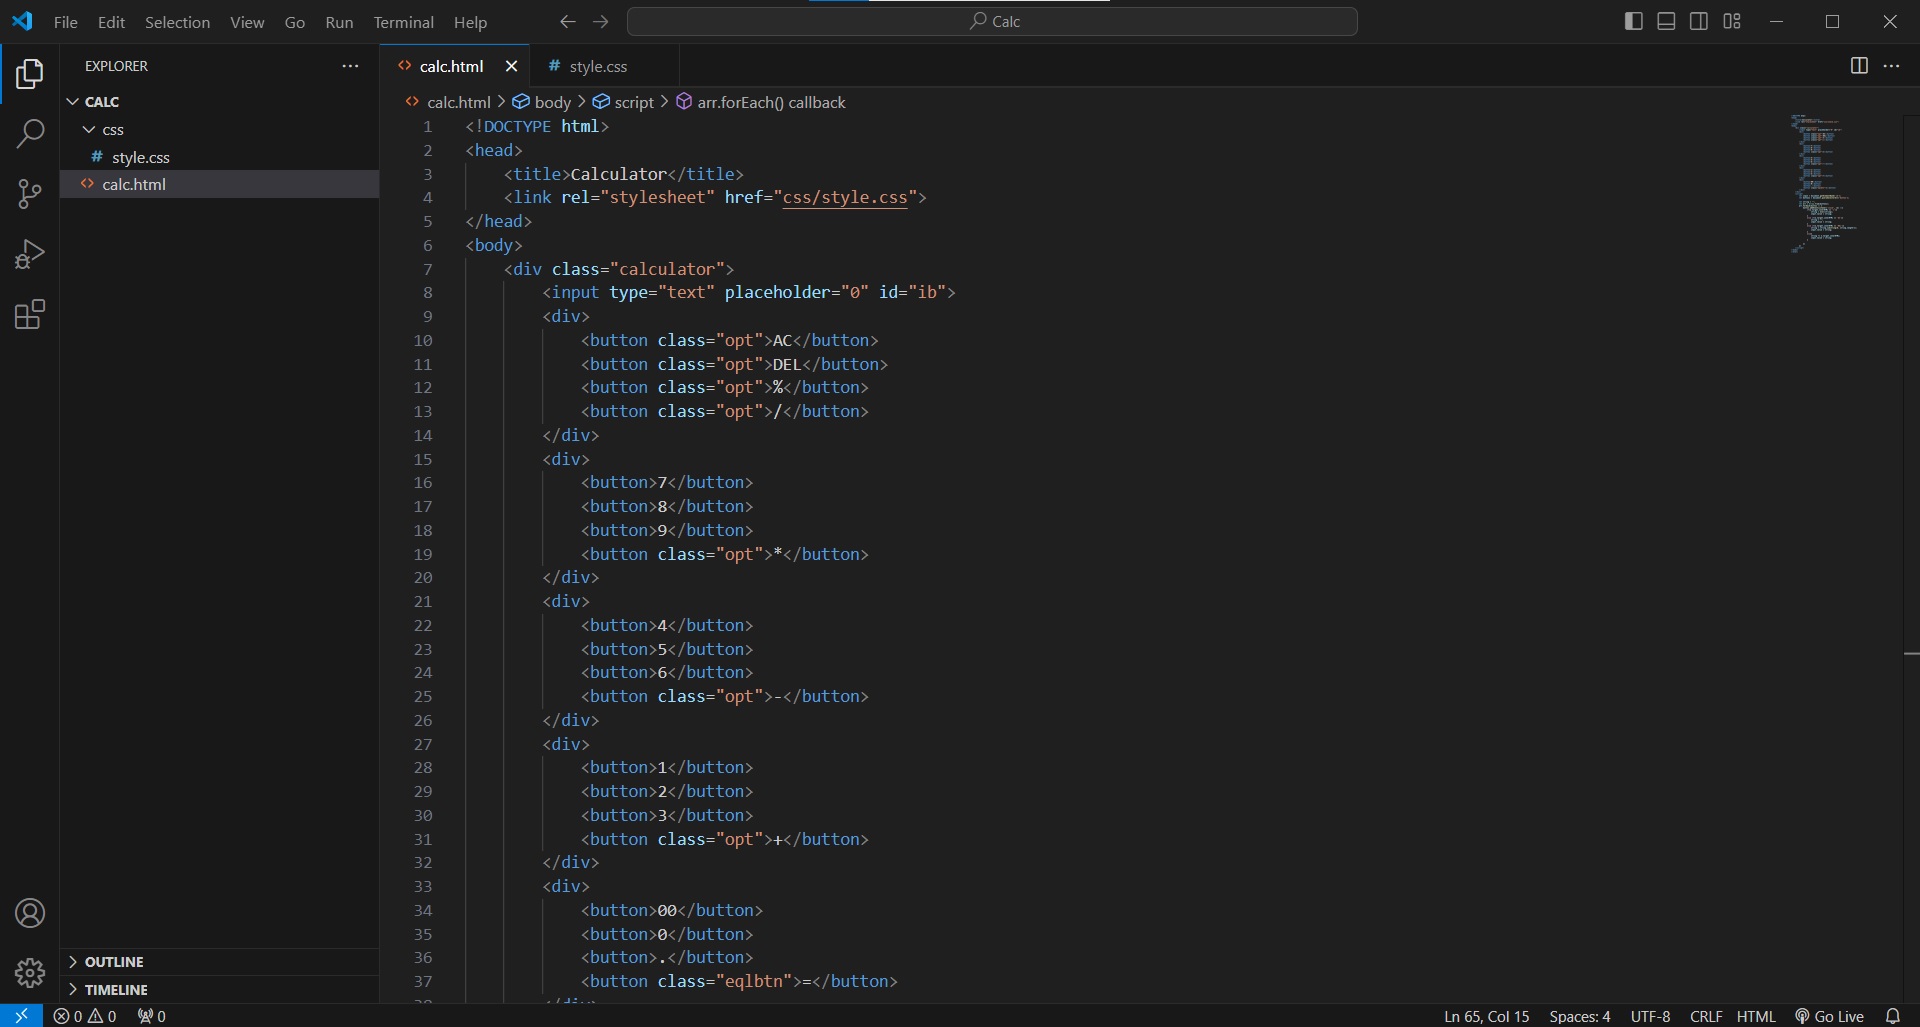 File Edit Selection View Go Run Terminal Help
Calc
EXPLORER
CALC
css
style.css
calc.html
OUTLINE
TIMELINE
calc.html
style.css
calc.html > body > script > arr.forEach() callback
1 <!DOCTYPE html>
2 <head>
3 <title>Calculator</title>
4 <link rel="stylesheet" href="css/style.css">
5 </head>
6 <body>
7 <div class="calculator">
8 <input type="text" placeholder="0" id="ib">
9 <div>
10 <button class="opt">AC</button>
11 <button class="opt">DEL</button>
12 <button class="opt">%</button>
13 <button class="opt">/</button>
14 </div>
15 <div>
16 <button>7</button>
17 <button>8</button>
18 <button>9</button>
19 <button class="opt">*</button>
20 </div>
21 <div>
22 <button>4</button>
23 <button>5</button>
24 <button>6</button>
25 <button class="opt">-</button>
26 </div>
27 <div>
28 <button>1</button>
29 <button>2</button>
30 <button>3</button>
31 <button class="opt">+</button>
32 </div>
33 <div>
34 <button>00</button>
35 <button>0</button>
36 <button>.</button>
37 <button class="eqlbtn">=</button>
38 </div>
0 0 0
Ln 65, Col 15 Spaces: 4 UTF-8 CRLF HTML Go Live